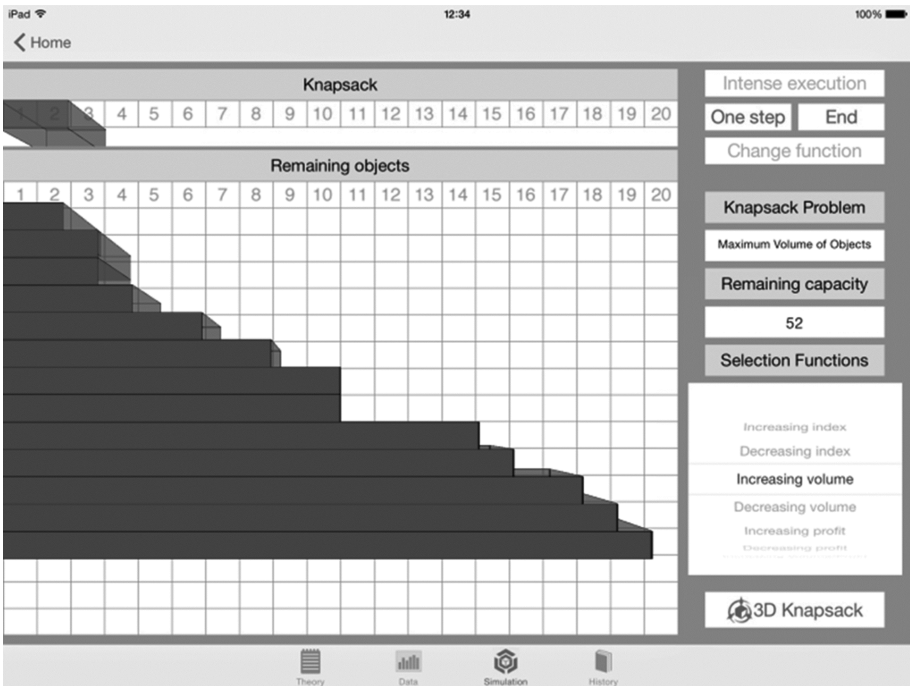 iPad 12:34 100%
Home
Knapsack
1 2 3 4 5 6 7 8 9 10 11 12 13 14 15 16 17 18 19 20
Remaining objects
1 2 3 4 5 6 7 8 9 10 11 12 13 14 15 16 17 18 19 20
Intense execution
One step End
Change function
Knapsack Problem
Maximum Volume of Objects
Remaining capacity
52
Selection Functions
Increasing index
Decreasing index
Increasing volume
Decreasing volume
Increasing profit
Decreasing profit
3D Knapsack
Theory Data Simulation History